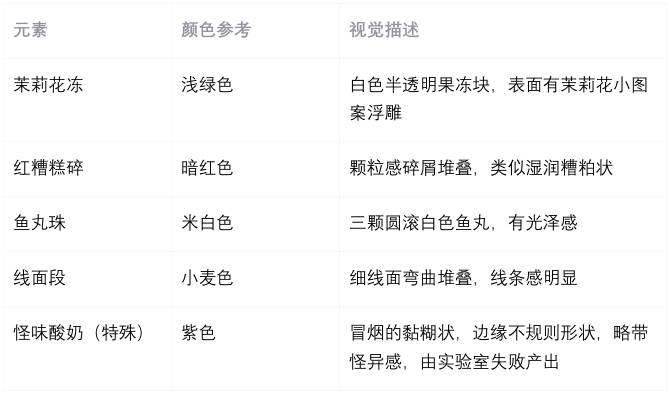 元素 颜色参考 视觉描述
茉莉花冻 浅绿色 白色半透明果冻块，表面有茉莉花小图
案浮雕
红糟糕碎 暗红色 颗粒感碎屑堆叠，类似湿润糟粕状
鱼丸珠 米白色 三颗圆滚白色鱼丸，有光泽感
线面段 小麦色 细线面弯曲堆叠，线条感明显
怪味酸奶（特殊） 紫色 冒烟的黏糊状，边缘不规则形状，略带
怪异感，由实验室失败产出